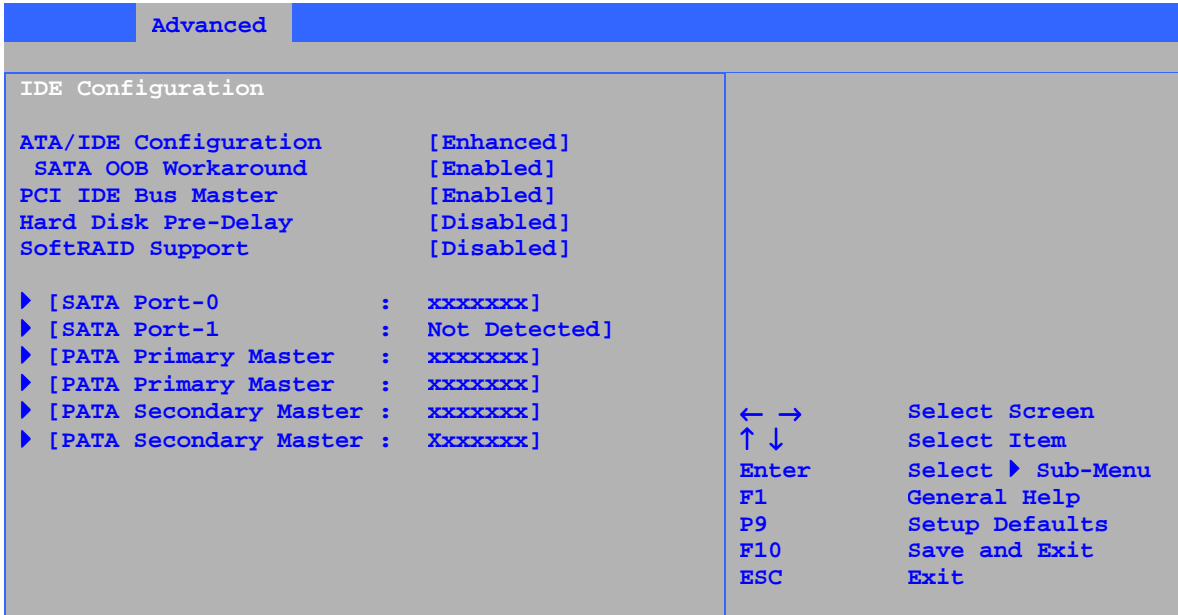 Advanced
IDE Configuration
ATA/IDE Configuration [Enhanced]
SATA OOB Workaround [Enabled]
PCI IDE Bus Master [Enabled]
Hard Disk Pre-Delay [Disabled]
SoftRAID Support [Disabled]
[SATA Port-0 : xxxxxxx]
[SATA Port-1 : Not Detected]
[PATA Primary Master : xxxxxxx]
[PATA Primary Master : xxxxxxx]
[PATA Secondary Master : xxxxxxx]
[PATA Secondary Master : Xxxxxxx]
← → Select Screen
↑ ↓ Select Item
Enter Select Sub-Menu
F1 General Help
P9 Setup Defaults
F10 Save and Exit
ESC Exit